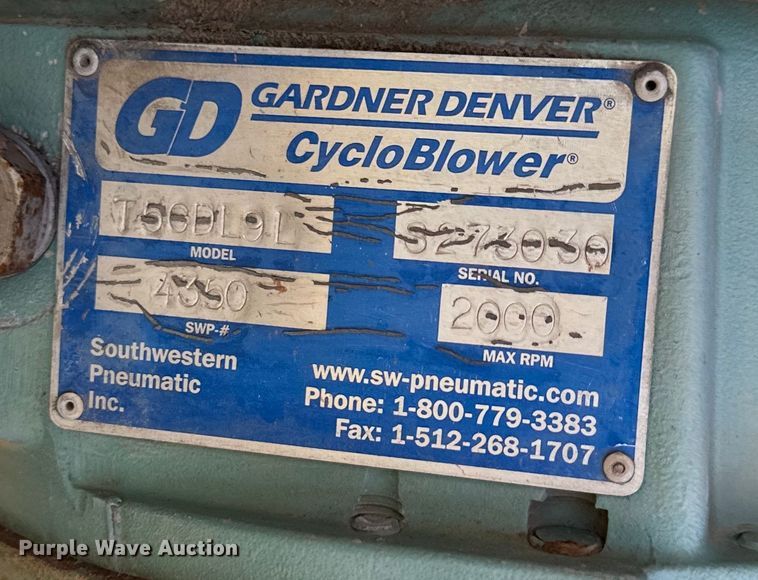 GD GARDNER DENVER®
CycloBlower®
T5CDL9L S273030
MODEL SERIAL NO.
4350 2000
SWP-# MAX RPM
Southwestern
Pneumatic
Inc.
www.sw-pneumatic.com
Phone: 1-800-779-3383
Fax: 1-512-268-1707
Purple Wave Auction